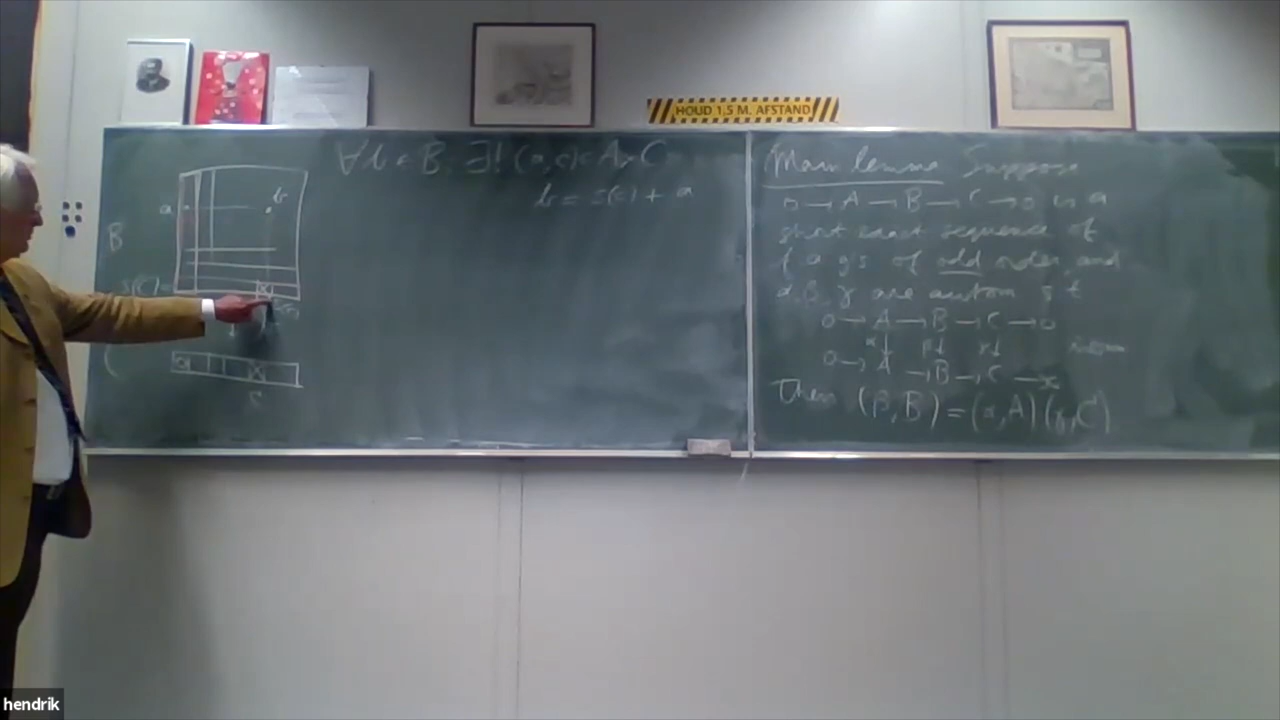 HOUD 1,5 M. AFSTAND
∀b ∈ B: ∃! (a,c) ∈ A×C
b = s(c) + a
a
b
B
s(C)
s
Main lemma Suppose
0 → A → B → C → 0 is a
short exact sequence of
f a gs of odd order, and
α, β, γ are autom s t
0 → A → B → C → 0
α↓ β↓ γ↓
0 → A → B → C →
Then (β, B) = (α, A) (γ, C)
hendrik